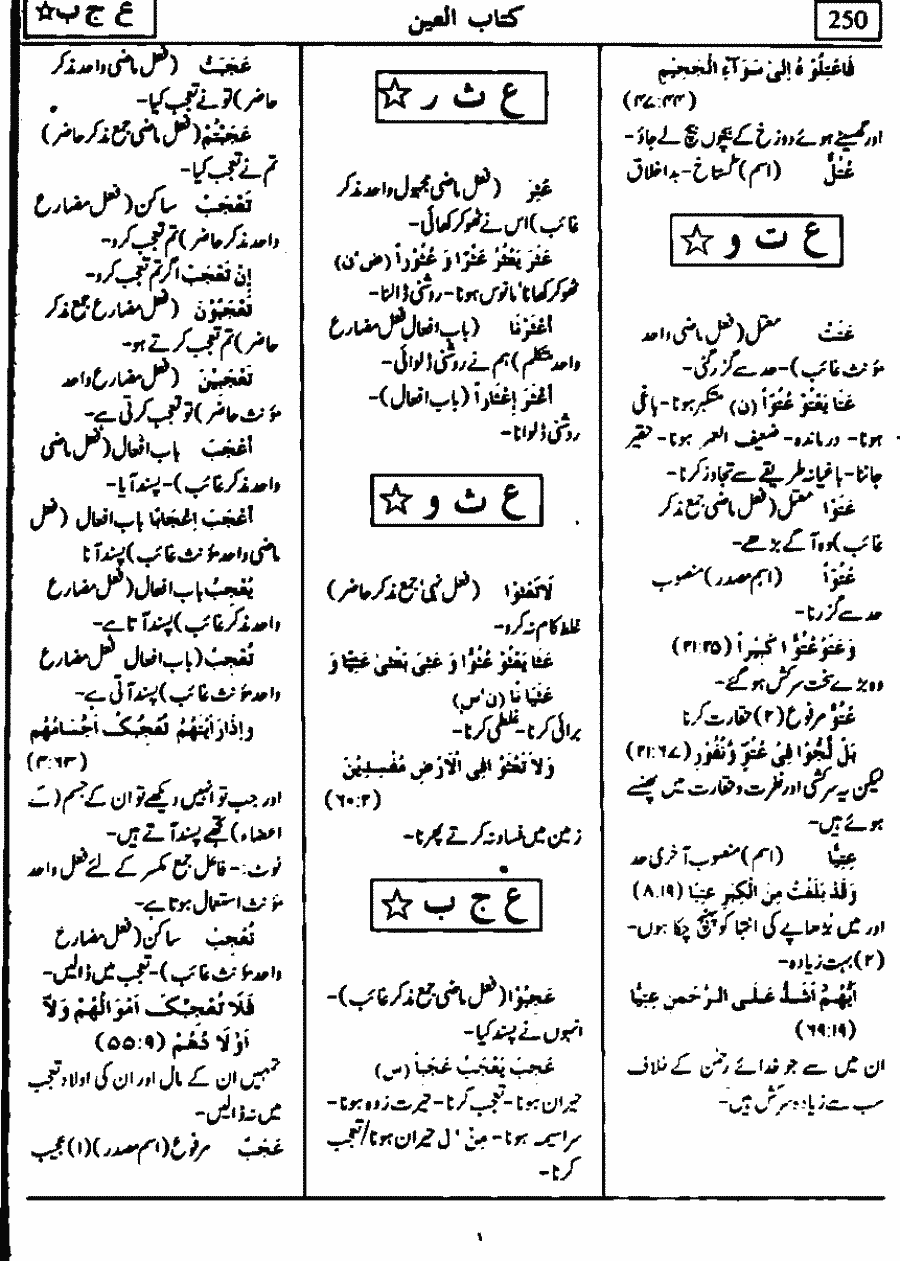 250
کتاب العین
ع ج ب☆
فَاعْتِلُوْهُ اِلیٰ سَوَآءِ الْجَحِیْمِ
(۴۷:۴۴)
اور گھسیٹے ہوئے دوزخ کے بیچوں بیچ لے جاؤ۔
عُتُلٍّ (اسم) گستاخ۔ بداخلاق
ع ت و ☆
عَتَتْ معتل (فعل ماضی واحد
مؤنث غائب)۔ حد سے گزر گئی۔
عَتَا یَعْتُوْ عُتُوّاً (ن) متکبر ہونا۔ باغی
ہونا۔ درماندہ۔ ضعیف العمر ہونا۔ حقیر
جاننا۔ باغیانہ طریقے سے تجاوز کرنا۔
عَتَوْا معتل (فعل ماضی جمع مذکر
غائب) وہ آگے بڑھے۔
عُتُوّاً (اسم مصدر) منصوب
حد سے گزرنا۔
وَعَتَوْ عُتُوًّا کَبِیْراً (۲۱:۲۵)
وہ بڑے سخت سرکش ہو گئے۔
عُتُوٍّ مرفوع (۲) حقارت کرنا
بَلْ لَّجُّوْا فِیْ عُتُوٍّ وَّنُفُوْرٍ (۲۱:۶۷)
لیکن یہ سرکشی اور نفرت و حقارت میں پھنسے
ہوئے ہیں۔
عِتِیًّا (اسم) منصوب آخری حد
وَقَدْ بَلَغْتُ مِنَ الْکِبَرِ عِتِیًّا (۸،۱۹)
اور میں بڑھاپے کی انتہا کو پہنچ چکا ہوں۔
(۲) بہت زیادہ۔
اَیُّهُمْ اَشَدُّ عَلَی الرَّحْمٰنِ عِتِیًّا
(۶۹:۱۹)
ان میں سے جو خدائے رحمٰن کے خلاف
سب سے زیادہ سرکش ہیں۔
ع ث ر ☆
عُثِرَ (فعل ماضی مجہول واحد مذکر
غائب) اس نے ٹھوکر کھائی۔
عَثَرَ یَعْثُرُ عَثْرًا وَ عُثُوْراً (ض'ن)
ٹھوکر کھانا' مانوس ہونا۔ روشنی ڈالنا۔
اَعْثَرْنَا (باب افعال فعل مضارع
واحد متکلم) ہم نے روشنی ڈلوائی۔
اَعْثَرَ اِعْثَاراً (باب افعال)۔
روشنی ڈلوانا۔
ع ث و ☆
لَاتَعْثَوْا (فعل نہی جمع مذکر حاضر)
غلط کام نہ کرو۔
عَثَا یَعْثُوْ عُثُوًّا وَ عَثِیَ یَعْثٰی عِثِیًّا وَ
عَثَیَا نًا (ن'س)
برائی کرنا۔ غلطی کرنا۔
وَلَا تَعْثَوْ افِی الْاَرْضِ مُفْسِدِیْنَ
(۶۰:۲)
زمین میں فساد نہ کرتے پھرنا۔
ع ج ب ☆
عَجِبُوْا (فعل ماضی جمع مذکر غائب)۔
انہوں نے پسند کیا۔
عَجِبَ یَعْجَبُ عَجَباً (س)
حیران ہونا۔ تعجب کرنا۔ حیرت زدہ ہونا۔
سراسیمہ ہونا۔ مِنْ 'لِ حیران ہونا/تعجب
کرنا۔
عَجِبْتَ (فعل ماضی واحد مذکر
حاضر) تو نے تعجب کیا۔
عَجِبْتُمْ (فعل ماضی جمع مذکر حاضر)
تم نے تعجب کیا۔
تَعْجَبْ ساکن (فعل مضارع
واحد مذکر حاضر) تم تعجب کرو۔
اِنْ تَعْجَبْ اگر تم تعجب کرو۔
تَعْجَبُوْنَ (فعل مضارع جمع مذکر
حاضر) تم تعجب کرتے ہو۔
تَعْجَبِیْنَ (فعل مضارع واحد
مؤنث حاضر) تو تعجب کرتی ہے۔
اَعْجَبَ باب افعال (فعل ماضی
واحد مذکر غائب)۔ پسند آیا۔
اَعْجَبَ اِعْجَابًا باب افعال (فعل
ماضی واحد مؤنث غائب) پسند آنا
یُعْجِبُ باب افعال (فعل مضارع
واحد مذکر غائب) پسند آتا ہے۔
تُعْجِبُ (باب افعال فعل مضارع
واحد مؤنث غائب) پسند آتی ہے۔
وَاِذَارَ اَیْتَهُمْ تُعْجِبُکَ اَجْسَامُهُمْ
(۴:۶۳)
اور جب تو انہیں دیکھے تو ان کے جسم (کے
اعضاء) تجھے پسند آتے ہیں۔
نوٹ:۔ فاعل جمع مکسر کے لئے فعل واحد
مؤنث استعمال ہوتا ہے۔
تُعْجِبْ ساکن (فعل مضارع
واحد مؤنث غائب)۔ تعجب میں ڈالیں۔
فَلَا تُعْجِبْکَ اَمْوَالُهُمْ وَلَا
اَوْلَادُهُمْ (۵۵:۹)
تمہیں ان کے مال اور ان کی اولاد تعجب
میں نہ ڈالیں۔
عَجَبٌ مرفوع (اسم مصدر) (۱) عجیب
۱